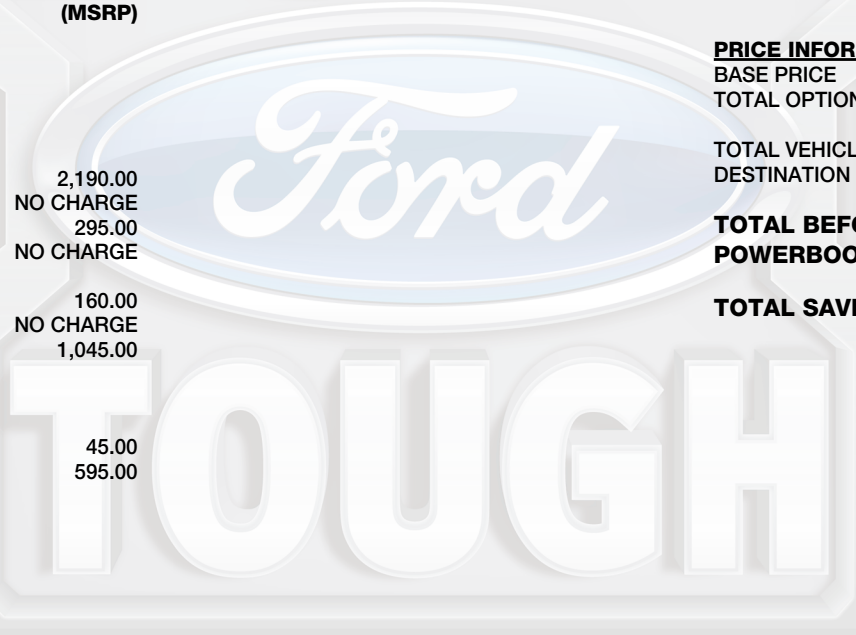 (MSRP)
2,190.00
NO CHARGE
295.00
NO CHARGE
160.00
NO CHARGE
1,045.00
45.00
595.00
PRICE INFOR
BASE PRICE
TOTAL OPTION
TOTAL VEHICL
DESTINATION
TOTAL BEFO
POWERBOO
TOTAL SAVI
Ford
TOUGH